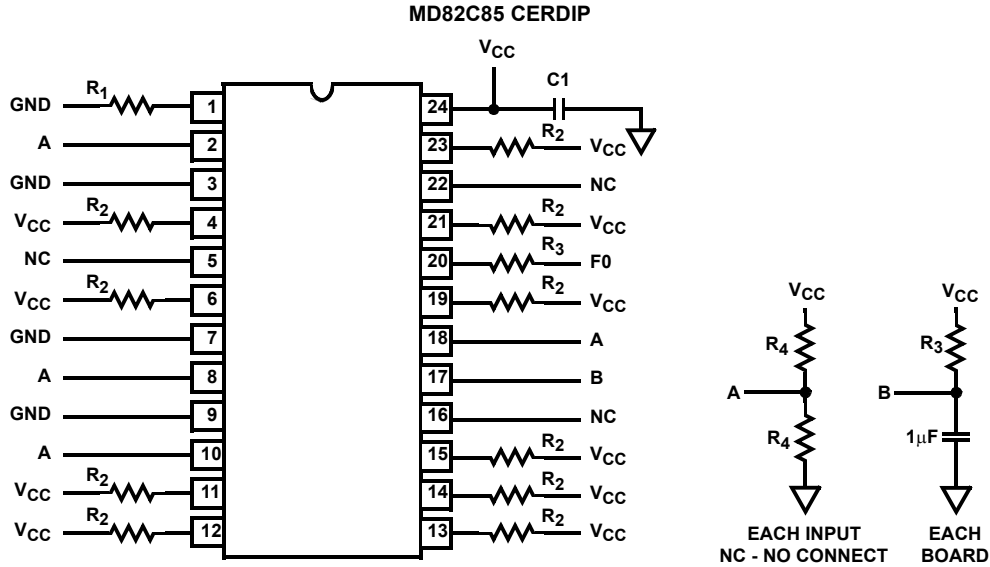 MD82C85 CERDIP
VCC
C1
GND R1 1
A 2
GND 3
VCC R2 4
NC 5
VCC R2 6
GND 7
A 8
GND 9
A 10
VCC R2 11
VCC R2 12
24
23 R2 VCC
22 NC
21 R2 VCC
20 R3 F0
19 R2 VCC
18 A
17 B
16 NC
15 R2 VCC
14 R2 VCC
13 R2 VCC
VCC
R4
A
R4
EACH INPUT
NC - NO CONNECT
VCC
R3
B
1μF
EACH
BOARD